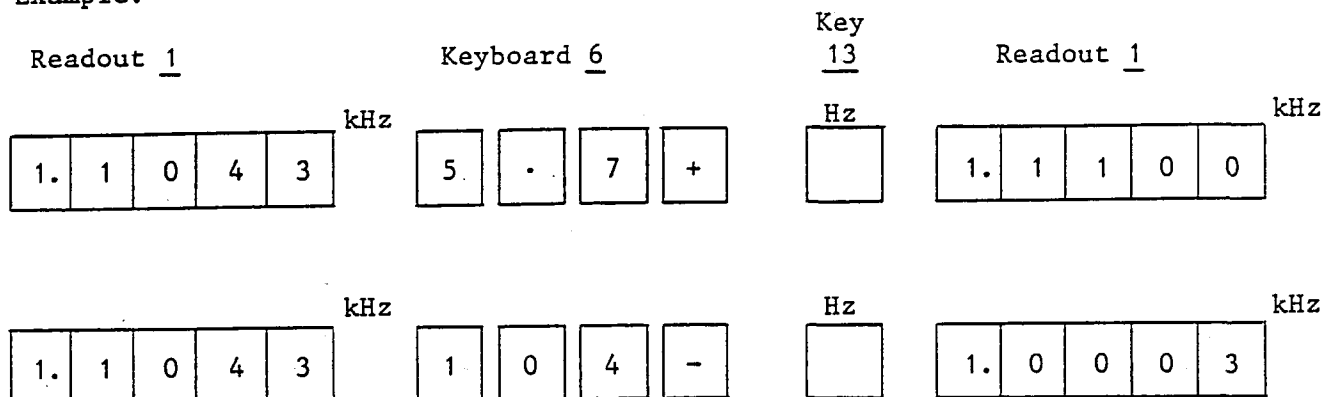 Example:
Key
Readout 1 Keyboard 6 13 Readout 1
kHz Hz kHz
1. 1 0 4 3 5 . 7 + 1. 1 1 0 0
kHz Hz kHz
1. 1 0 4 3 1 0 4 - 1. 0 0 0 3